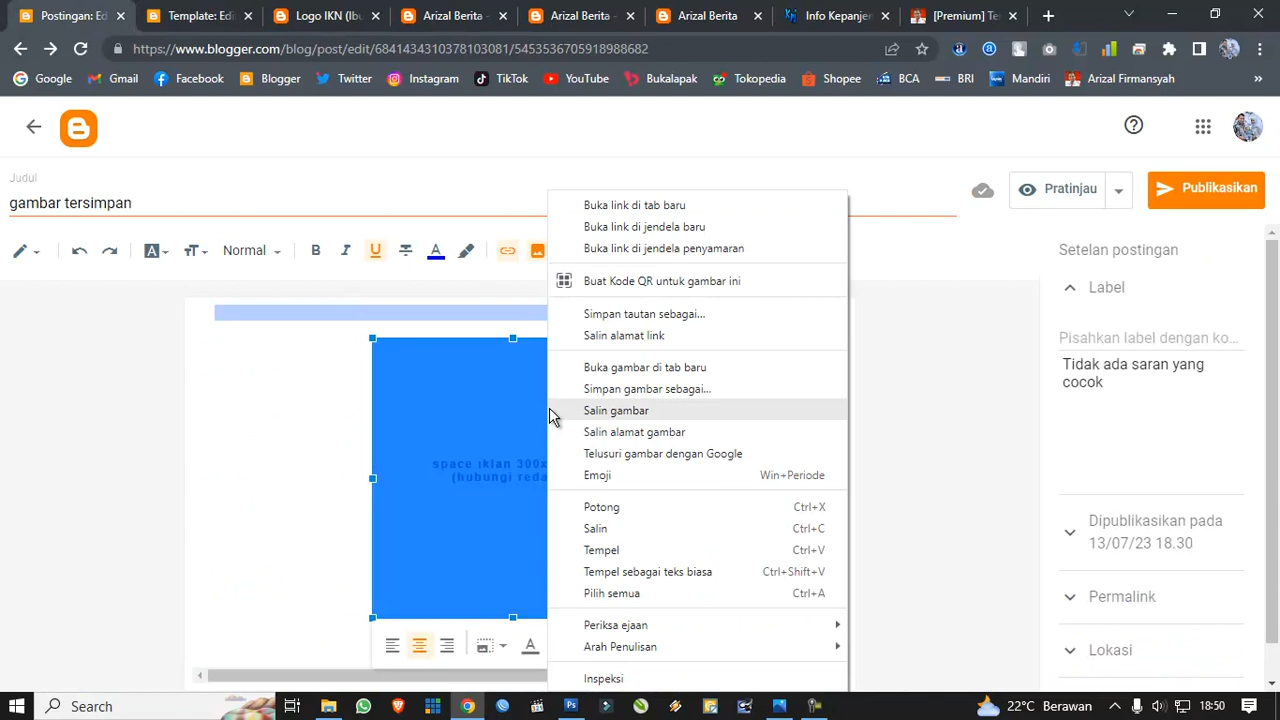 Postingan: Ed
Template: Edi
Logo IKN (Ibu
Arizal Berita -
Arizal Berita -
Arizal Berita
Info Kepanjen
[Premium] Te
https://www.blogger.com/blog/post/edit/6841434310378103081/5453536705918988682
Google Gmail Facebook Blogger Twitter Instagram TikTok YouTube Bukalapak Tokopedia Shopee BCA BRI Mandiri Arizal Firmansyah »
Judul
gambar tersimpan
Pratinjau
Publikasikan
Normal
Setelan postingan
Label
Pisahkan label dengan ko...
Tidak ada saran yang
cocok
Dipublikasikan pada
13/07/23 18.30
Permalink
Lokasi
space iklan 300x
(hubungi reda
Buka link di tab baru
Buka link di jendela baru
Buka link di jendela penyamaran
Buat Kode QR untuk gambar ini
Simpan tautan sebagai...
Salin alamat link
Buka gambar di tab baru
Simpan gambar sebagai...
Salin gambar
Salin alamat gambar
Telusuri gambar dengan Google
Emoji Win+Periode
Potong Ctrl+X
Salin Ctrl+C
Tempel Ctrl+V
Tempel sebagai teks biasa Ctrl+Shift+V
Pilih semua Ctrl+A
Periksa ejaan
Arah Penulisan
Inspeksi
Search
22°C Berawan
18:50